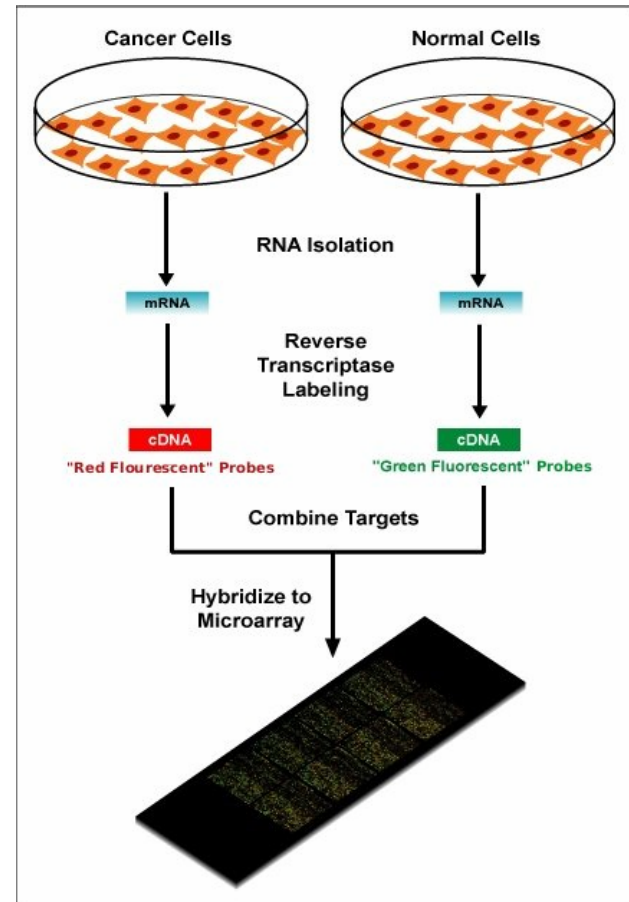 Cancer Cells
Normal Cells
RNA Isolation
mRNA
mRNA
Reverse
Transcriptase
Labeling
cDNA
cDNA
"Red Flourescent" Probes
"Green Fluorescent" Probes
Combine Targets
Hybridize to
Microarray